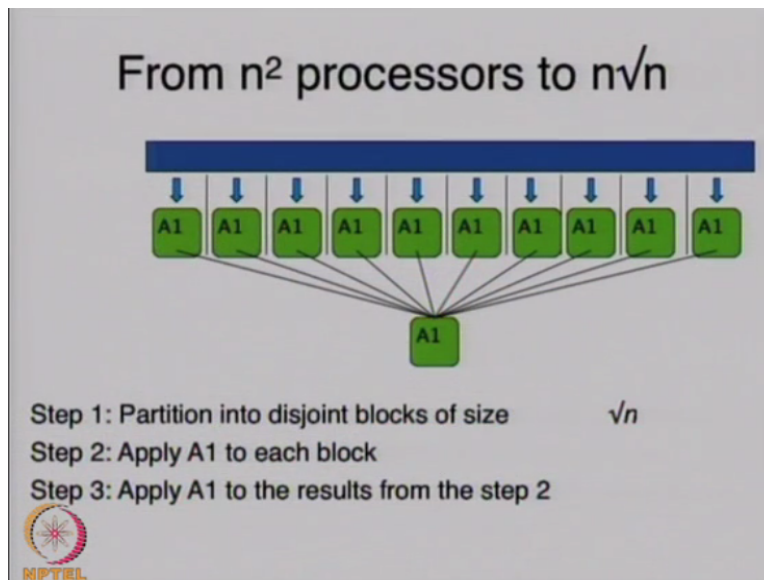 From n² processors to n√n
A1 A1 A1 A1 A1 A1 A1 A1 A1 A1
A1
Step 1: Partition into disjoint blocks of size √n
Step 2: Apply A1 to each block
Step 3: Apply A1 to the results from the step 2
NPTEL